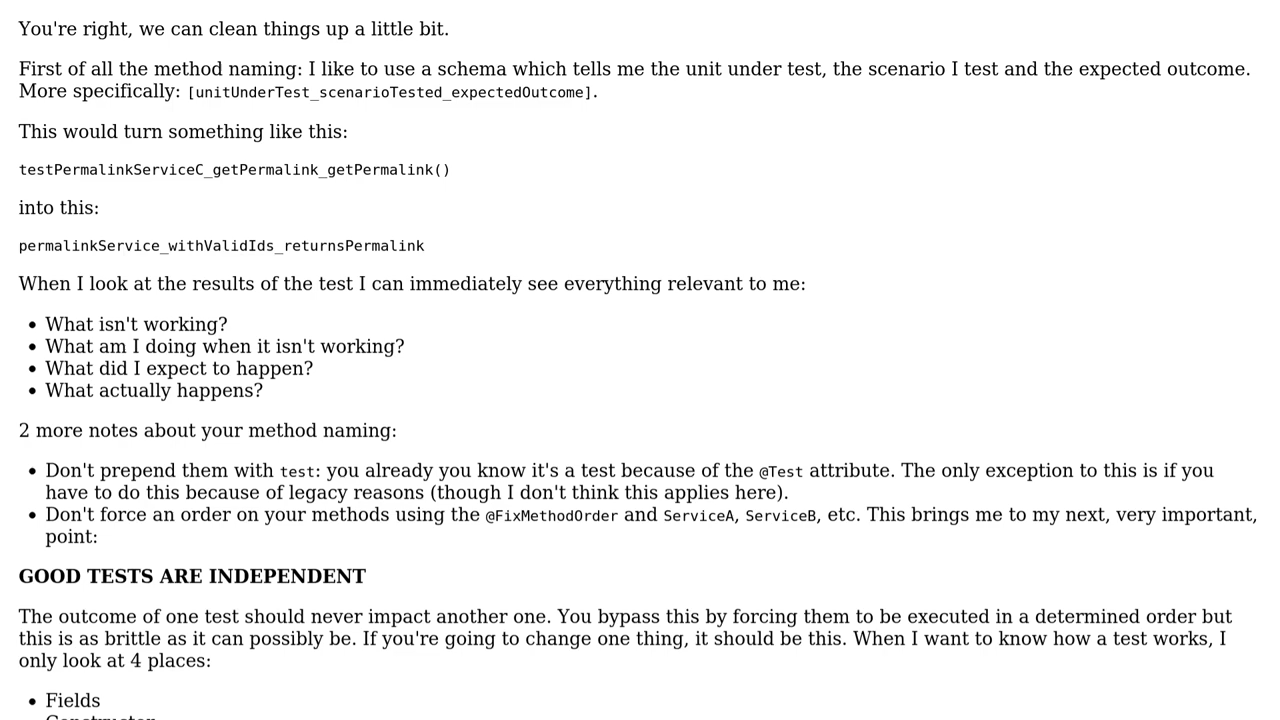 You're right, we can clean things up a little bit.
First of all the method naming: I like to use a schema which tells me the unit under test, the scenario I test and the expected outcome.
More specifically: [unitUnderTest_scenarioTested_expectedOutcome].
This would turn something like this:
testPermalinkServiceC_getPermalink_getPermalink()
into this:
permalinkService_withValidIds_returnsPermalink
When I look at the results of the test I can immediately see everything relevant to me:
• What isn't working?
• What am I doing when it isn't working?
• What did I expect to happen?
• What actually happens?
2 more notes about your method naming:
• Don't prepend them with test: you already you know it's a test because of the @Test attribute. The only exception to this is if you
have to do this because of legacy reasons (though I don't think this applies here).
• Don't force an order on your methods using the @FixMethodOrder and ServiceA, ServiceB, etc. This brings me to my next, very important,
point:
GOOD TESTS ARE INDEPENDENT
The outcome of one test should never impact another one. You bypass this by forcing them to be executed in a determined order but
this is as brittle as it can possibly be. If you're going to change one thing, it should be this. When I want to know how a test works, I
only look at 4 places:
• Fields